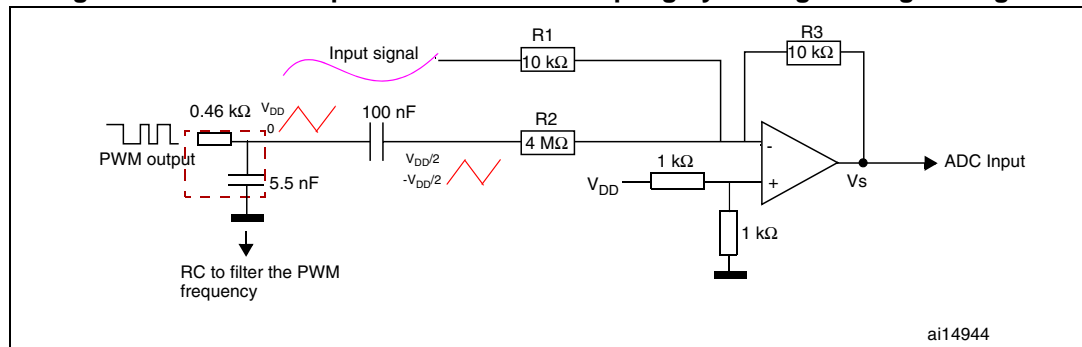 R1
R3
Input signal
10 kΩ
10 kΩ
0.46 kΩ
VDD
0
100 nF
R2
PWM output
4 MΩ
-
ADC Input
VDD/2
-VDD/2
1 kΩ
5.5 nF
VDD
+
Vs
1 kΩ
RC to filter the PWM
frequency
ai14944